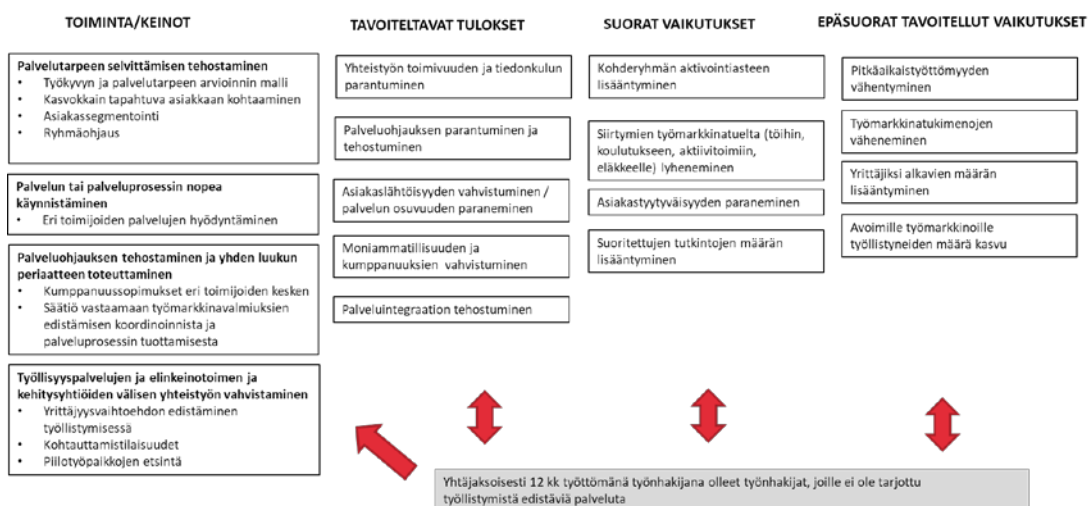 TOIMINTA/KEINOT
Palvelutarpeen selvittämisen tehostaminen
• Työkyvyn ja palvelutarpeen arvioinnin malli
• Kasvokkain tapahtuva asiakkaan kohtaaminen
• Asiakassegmentointi
• Ryhmäohjaus
Palvelun tai palveluprosessin nopea
käynnistäminen
• Eri toimijoiden palvelujen hyödyntäminen
Palveluohjauksen tehostaminen ja yhden luukun
periaatteen toteuttaminen
• Kumppanuussopimukset eri toimijoiden kesken
• Säätiö vastaamaan työmarkkinavalmiuksien
edistämisen koordinoinnista ja
palveluprosessin tuottamisesta
Työllisyyspalvelujen ja elinkeinotoimen ja
kehitysyhtiöiden välisen yhteistyön vahvistaminen
• Yrittäjyysvaihtoehdon edistäminen
työllistymisessä
• Kohtauttamistilaisuudet
• Piilotyöpaikkojen etsintä
TAVOITELTAVAT TULOKSET
Yhteistyön toimivuuden ja tiedonkulun
parantuminen
Palveluohjauksen parantuminen ja
tehostuminen
Asiakaslähtöisyyden vahvistuminen /
palvelun osuvuuden paraneminen
Moniammatillisuuden ja
kumppanuuksien vahvistuminen
Palveluintegraation tehostuminen
SUORAT VAIKUTUKSET
Kohderyhmän aktivointiasteen
lisääntyminen
Siirtymien työmarkkinatuelta (töihin,
koulutukseen, aktiivitoimiin,
eläkkeelle) lyheneminen
Asiakastyytyväisyyden paraneminen
Suoritettujen tutkintojen määrän
lisääntyminen
EPÄSUORAT TAVOITELLUT VAIKUTUKSET
Pitkäaikaistyöttömyyden
vähentyminen
Työmarkkinatukimenojen
väheneminen
Yrittäjiksi alkavien määrän
lisääntyminen
Avoimille työmarkkinoille
työllistyneiden määrä kasvu
Yhtäjaksoisesti 12 kk työttömänä työnhakijana olleet työnhakijat, joille ei ole tarjottu
työllistymistä edistäviä palveluta